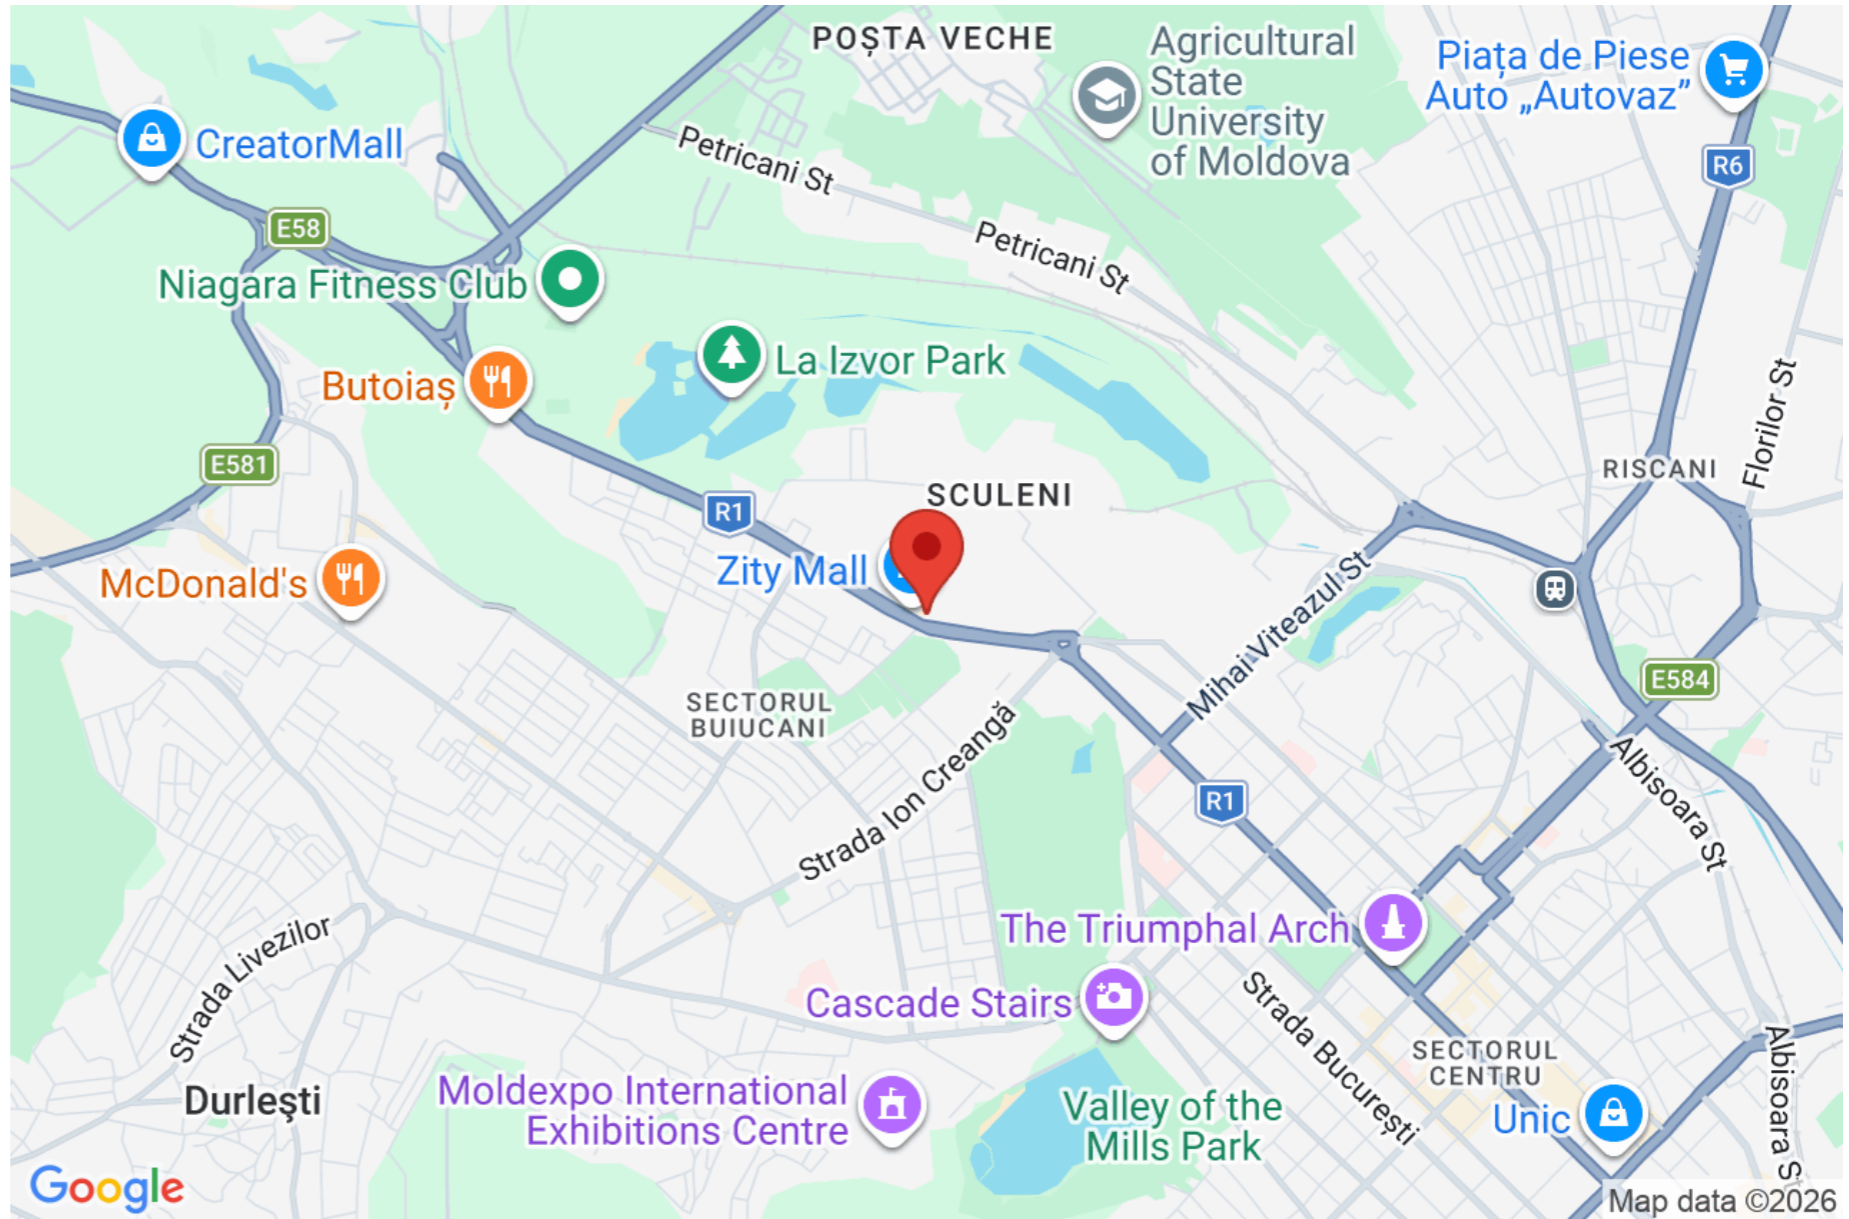 POȘTA VECHE
Agricultural
State
University
of Moldova
Piața de Piese
Auto „Autovaz”
CreatorMall
Petricani St
R6
E58
Petricani St
Niagara Fitness Club
La Izvor Park
Butoiaș
Florilor St
E581
RISCANI
SCULENI
R1
Zity Mall
McDonald's
Mihai Viteazul St
E584
SECTORUL
BUIUCANI
Strada Ion Creangă
R1
Albisoara St
The Triumphal Arch
Strada Livezilor
Cascade Stairs
Strada București
SECTORUL
CENTRU
Albisoara St
Durleşti
Moldexpo International
Exhibitions Centre
Valley of the
Mills Park
Unic
Google
Map data ©2026